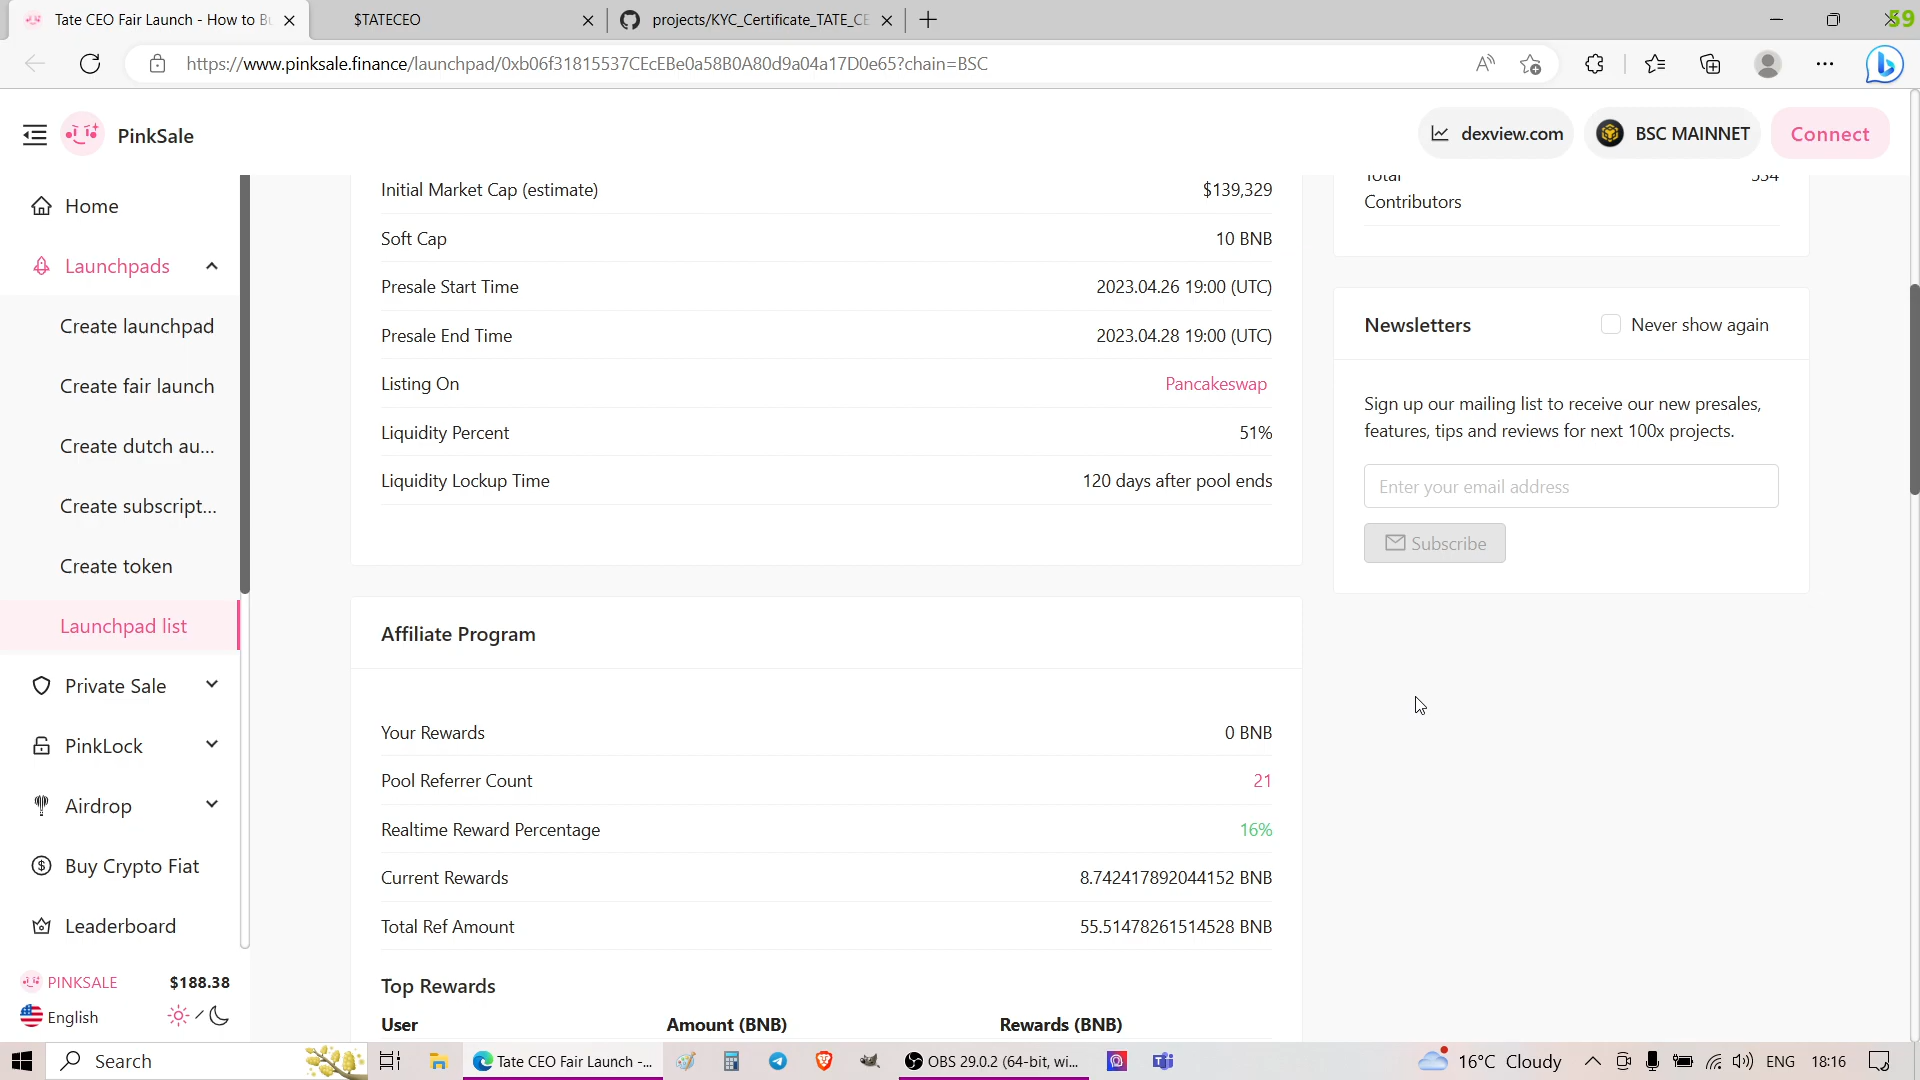 Tate CEO Fair Launch - How to Bu
$TATECEO
projects/KYC_Certificate_TATE_CE
59
https://www.pinksale.finance/launchpad/0xb06f31815537CEcEBe0a58B0A80d9a04a17D0e65?chain=BSC
PinkSale
dexview.com
BSC MAINNET
Connect
Home
Launchpads
Create launchpad
Create fair launch
Create dutch au...
Create subscript...
Create token
Launchpad list
Private Sale
PinkLock
Airdrop
Buy Crypto Fiat
Leaderboard
PINKSALE $188.38
English
Initial Market Cap (estimate) $139,329
Soft Cap 10 BNB
Presale Start Time 2023.04.26 19:00 (UTC)
Presale End Time 2023.04.28 19:00 (UTC)
Listing On Pancakeswap
Liquidity Percent 51%
Liquidity Lockup Time 120 days after pool ends
Affiliate Program
Your Rewards 0 BNB
Pool Referrer Count 21
Realtime Reward Percentage 16%
Current Rewards 8.742417892044152 BNB
Total Ref Amount 55.51478261514528 BNB
Top Rewards
User Amount (BNB) Rewards (BNB)
Total
Contributors
Newsletters
Never show again
Sign up our mailing list to receive our new presales,
features, tips and reviews for next 100x projects.
Enter your email address
Subscribe
Search
Tate CEO Fair Launch -...
OBS 29.0.2 (64-bit, wi...
16°C Cloudy
ENG
18:16